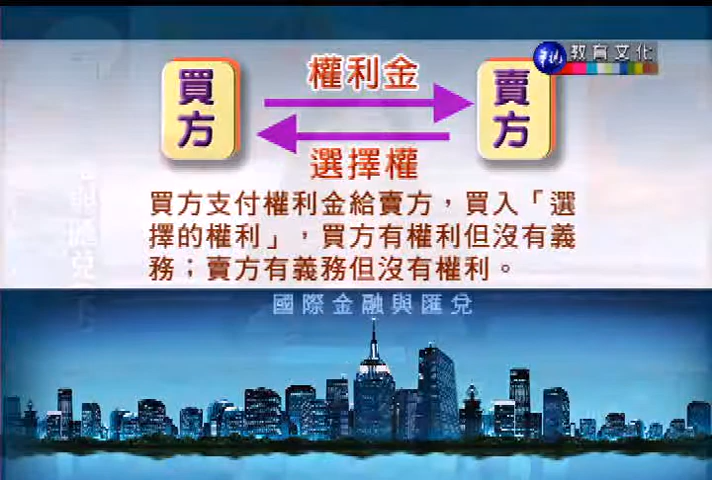 華視
教育文化
權利金
買方
賣方
選擇權
買方支付權利金給賣方，買入「選
擇的權利」，買方有權利但沒有義
務；賣方有義務但沒有權利。
國際金融與匯兌